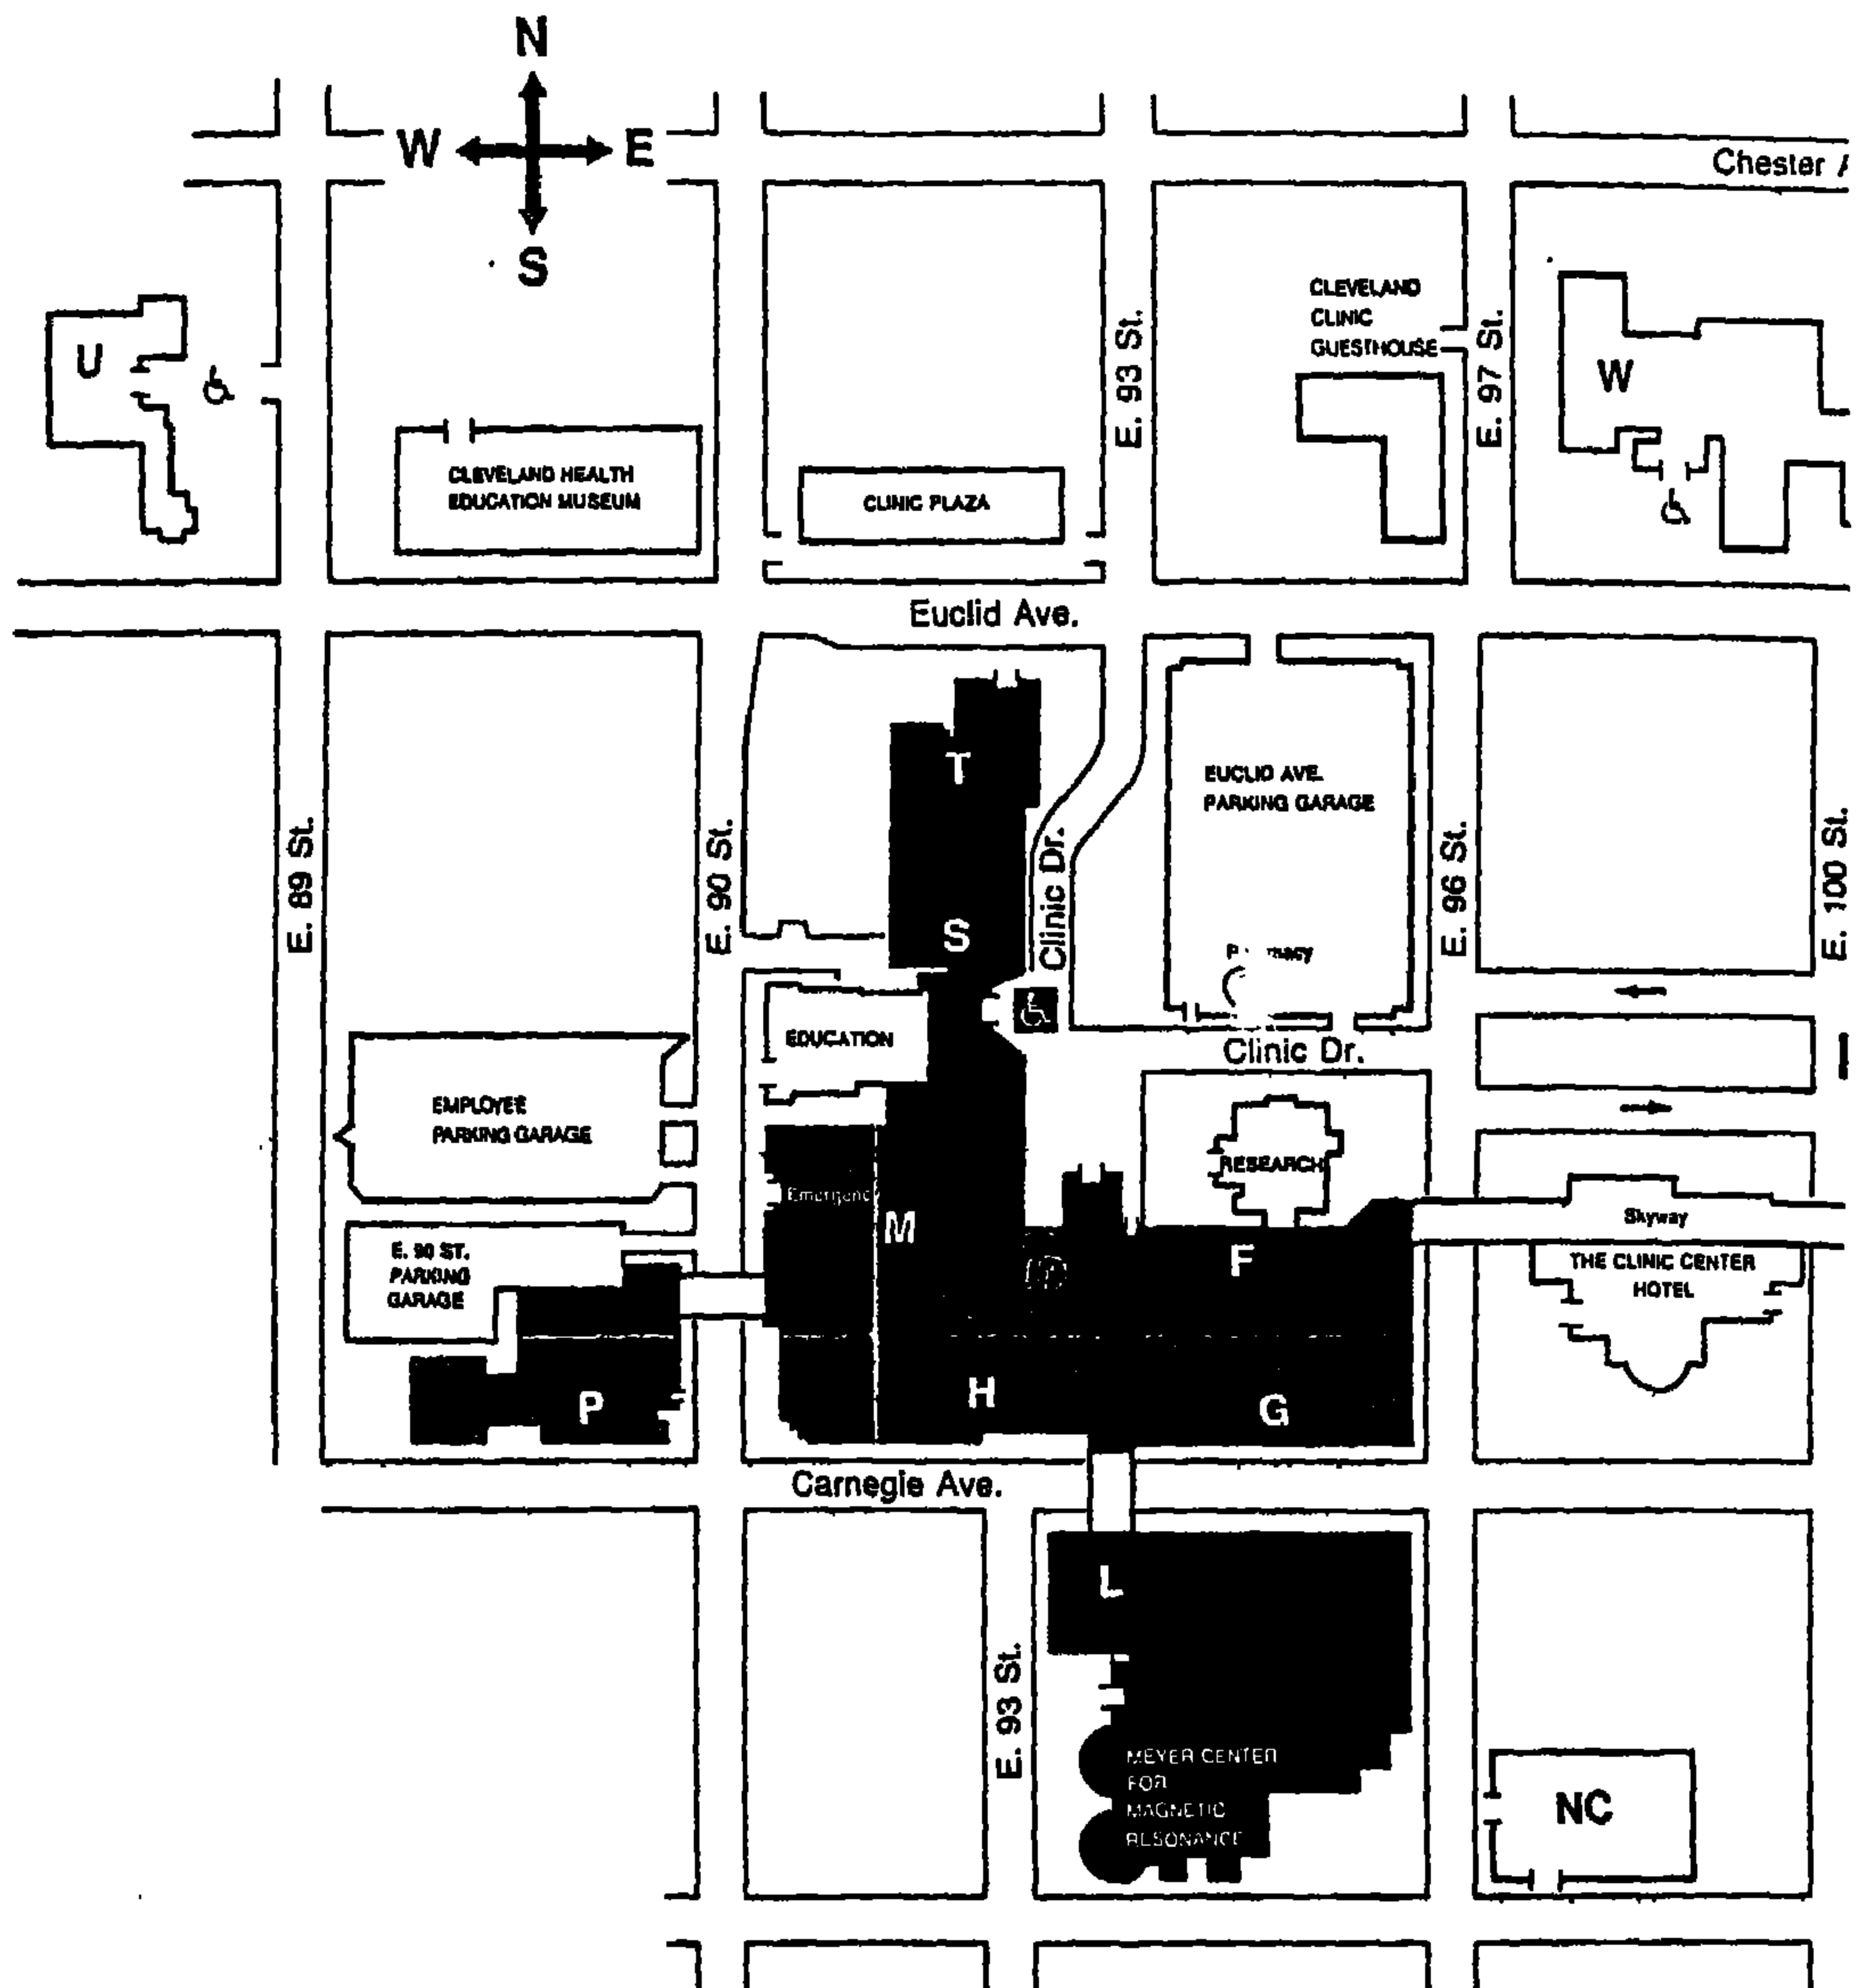 N
W E
S
Chester
E. 93 St.
E. 97 St.
CLEVELAND
CLINIC
GUESTHOUSE
U
W
CLEVELAND HEALTH
EDUCATION MUSEUM
CLINIC PLAZA
Euclid Ave.
T
EUCLID AVE.
PARKING GARAGE
E. 89 St.
E. 90 St.
Clinic Dr.
E. 96 St.
E. 100 St.
S
EDUCATION
Clinic Dr.
EMPLOYEE
PARKING GARAGE
RESEARCH
M
Skyway
E. 90 ST.
PARKING
GARAGE
F
THE CLINIC CENTER
HOTEL
P
H
G
Carnegie Ave.
L
E. 93 St.
MEYER CENTER
FOR
MAGNETIC
RESONANCE
NC